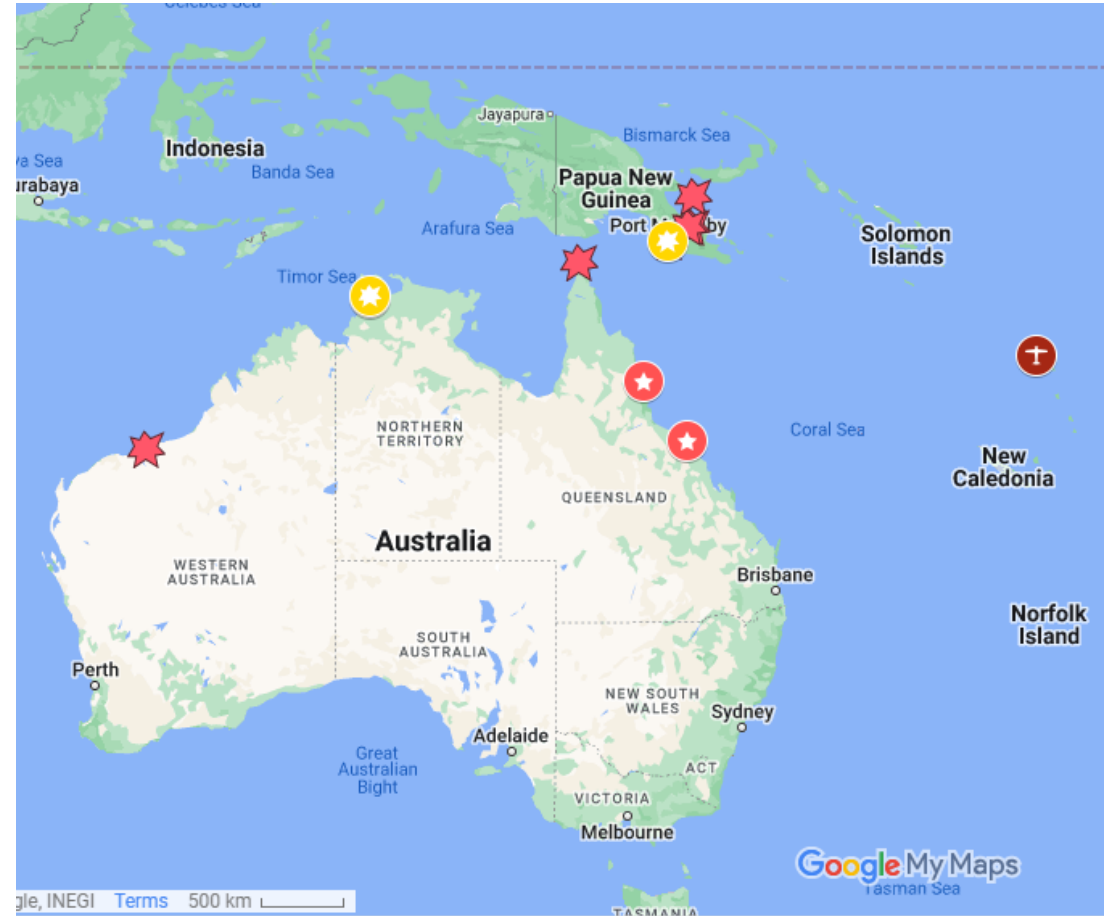 Celebes Sea
Jayapura
Bismarck Sea
Indonesia
va Sea
Banda Sea
Papua New
Guinea
urabaya
Arafura Sea
Port M by
Solomon
Islands
Timor Sea
NORTHERN
TERRITORY
Coral Sea
New
Caledonia
QUEENSLAND
Australia
WESTERN
AUSTRALIA
Brisbane
Norfolk
Island
SOUTH
AUSTRALIA
Perth
NEW SOUTH
WALES
Sydney
Adelaide
Great
Australian
Bight
ACT
VICTORIA
Melbourne
Google My Maps
Tasman Sea
gle, INEGI Terms 500 km
TASMANIA